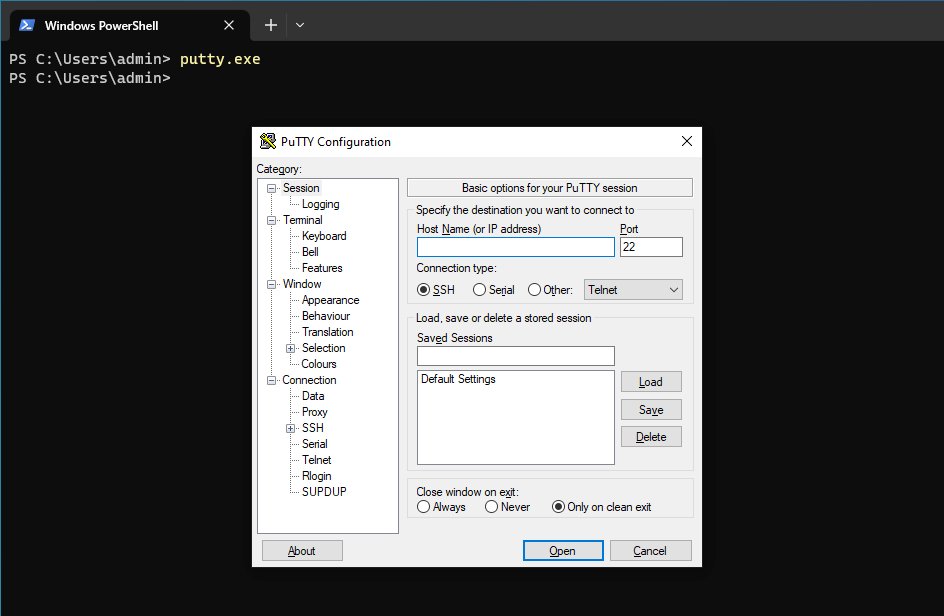 Windows PowerShell
PS C:\Users\admin> putty.exe
PS C:\Users\admin>
PuTTY Configuration
Category:
Session
Logging
Terminal
Keyboard
Bell
Features
Window
Appearance
Behaviour
Translation
Selection
Colours
Connection
Data
Proxy
SSH
Serial
Telnet
Rlogin
SUPDUP
Basic options for your PuTTY session
Specify the destination you want to connect to
Host Name (or IP address) Port
22
Connection type:
SSH Serial Other: Telnet
Load, save or delete a stored session
Saved Sessions
Default Settings
Load
Save
Delete
Close window on exit:
Always Never Only on clean exit
About Open Cancel